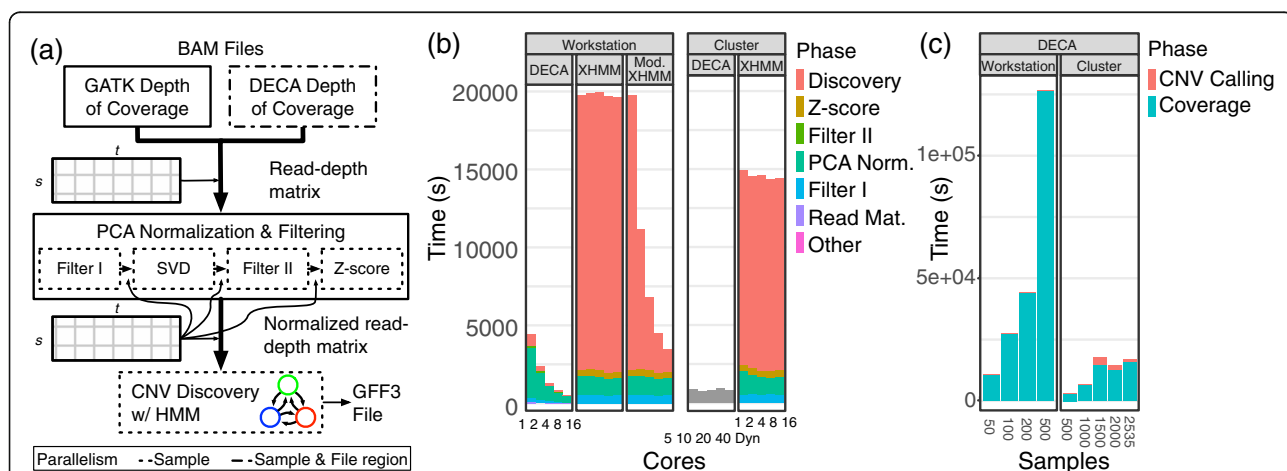 (a)
BAM Files
GATK Depth
of Coverage
DECA Depth
of Coverage
t
s
Read-depth
matrix
PCA Normalization & Filtering
Filter I
SVD
Filter II
Z-score
t
s
Normalized read-
depth matrix
CNV Discovery
w/ HMM
GFF3
File
Parallelism
Sample
Sample & File region
(b)
Workstation
Cluster
DECA
XHMM
Mod.
XHMM
DECA
XHMM
Time (s)
20000
15000
10000
5000
0
1 2 4 8 16
5 10 20 40 Dyn
1 2 4 8 16
Cores
Phase
Discovery
Z-score
Filter II
PCA Norm.
Filter I
Read Mat.
Other
(c)
DECA
Workstation
Cluster
Time (s)
1e+05
5e+04
0
50
100
200
500
500
1000
1500
2000
2535
Samples
Phase
CNV Calling
Coverage